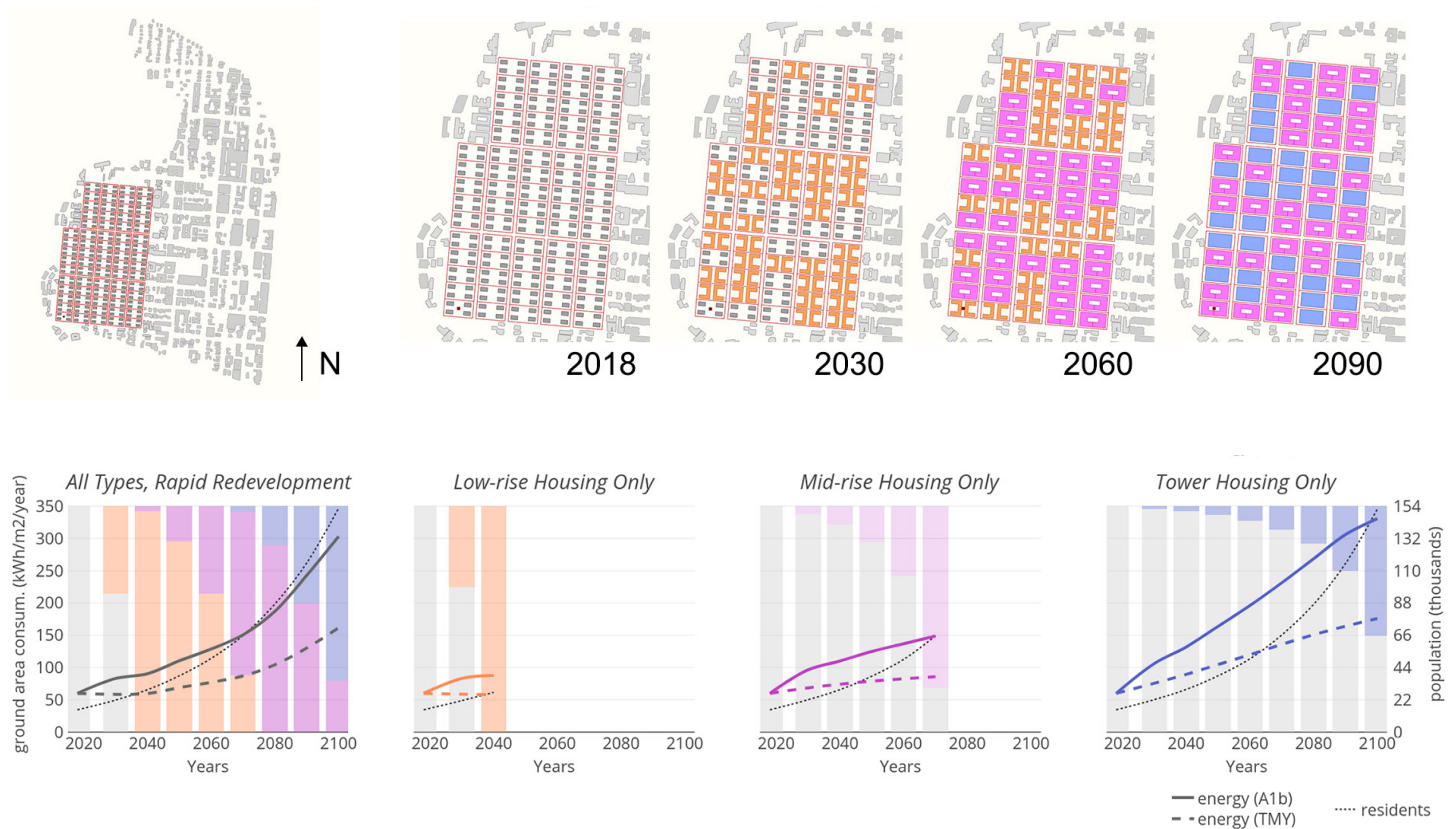 N
2018
2030
2060
2090
All Types, Rapid Redevelopment
Low-rise Housing Only
Mid-rise Housing Only
Tower Housing Only
ground area consum. (kWh/m2/year)
350
300
250
200
150
100
50
0
154
132
110
88
66
44
22
0
population (thousands)
2020 2040 2060 2080 2100
2020 2040 2060 2080 2100
2020 2040 2060 2080 2100
2020 2040 2060 2080 2100
Years
Years
Years
Years
energy (A1b)
energy (TMY)
residents